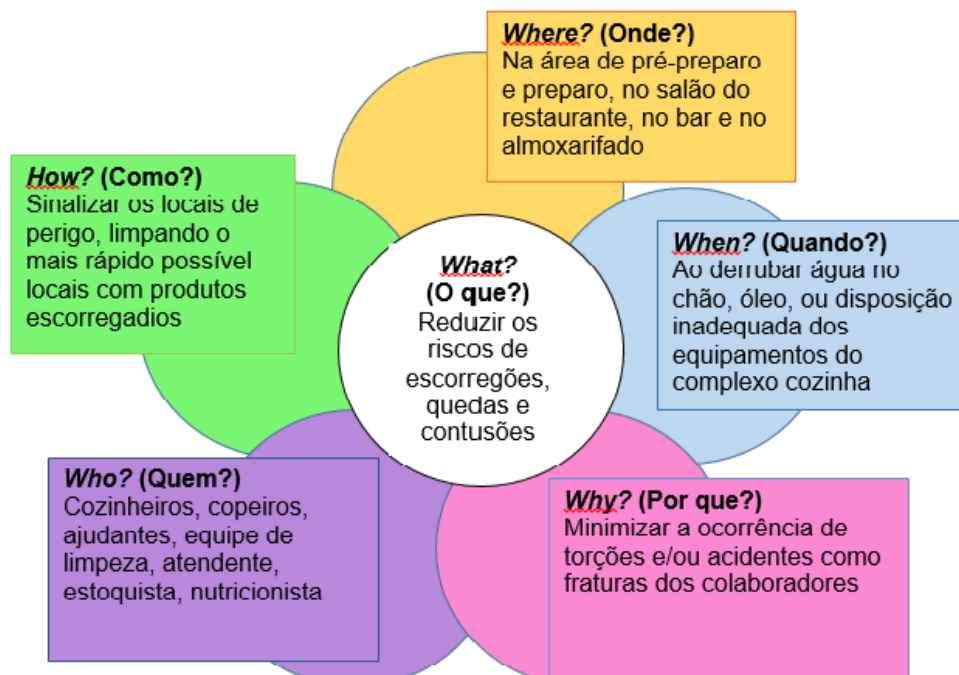 Where? (Onde?)
Na área de pré-preparo
e preparo, no salão do
restaurante, no bar e no
almoxarifado
How? (Como?)
Sinalizar os locais de
perigo, limpando o
mais rápido possível
locais com produtos
escorregadios
What?
(O que?)
Reduzir os
riscos de
escorregões,
quedas e
contusões
When? (Quando?)
Ao derrubar água no
chão, óleo, ou disposição
inadequada dos
equipamentos do
complexo cozinha
Who? (Quem?)
Cozinheiros, copeiros,
ajudantes, equipe de
limpeza, atendente,
estoquista, nutricionista
Why? (Por que?)
Minimizar a ocorrência de
torções e/ou acidentes como
fraturas dos colaboradores